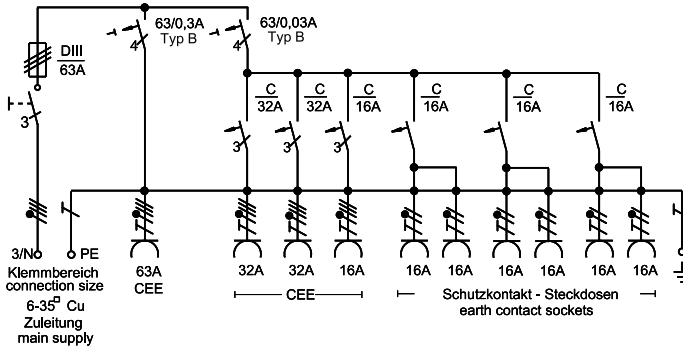 63/0,3A
Typ B
63/0,03A
Typ B
DIII
63A
4
4
3
C
32A
C
32A
C
16A
C
16A
C
16A
C
16A
3
3
3
3/N
PE
Klemmbereich
connection size
6-35□ Cu
Zuleitung
main supply
63A
CEE
32A
32A
16A
CEE
16A
16A
16A
16A
16A
16A
Schutzkontakt - Steckdosen
earth contact sockets